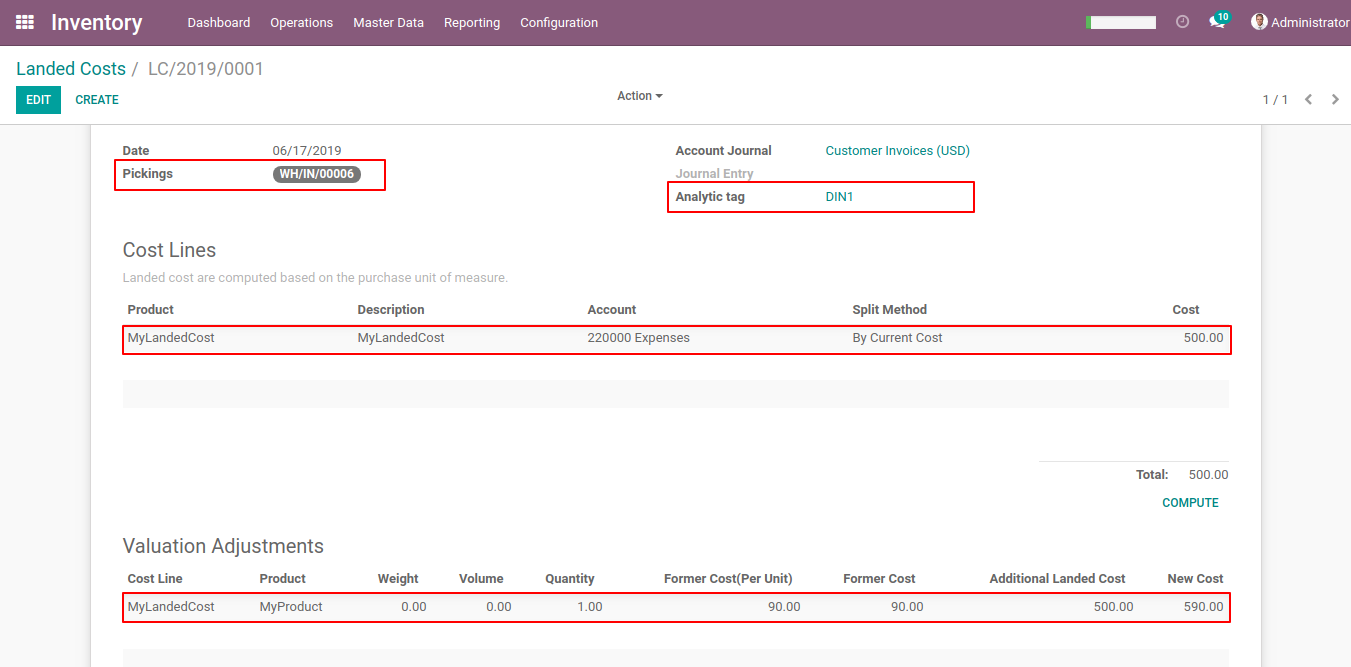 Inventory Dashboard Operations Master Data Reporting Configuration 10 Administrator
Landed Costs / LC/2019/0001
EDIT CREATE Action 1 / 1
Date 06/17/2019 Account Journal Customer Invoices (USD)
Pickings WH/IN/00006 Journal Entry
Analytic tag DIN1
Cost Lines
Landed cost are computed based on the purchase unit of measure.
Product Description Account Split Method Cost
MyLandedCost MyLandedCost 220000 Expenses By Current Cost 500.00
Total: 500.00
COMPUTE
Valuation Adjustments
Cost Line Product Weight Volume Quantity Former Cost(Per Unit) Former Cost Additional Landed Cost New Cost
MyLandedCost MyProduct 0.00 0.00 1.00 90.00 90.00 500.00 590.00